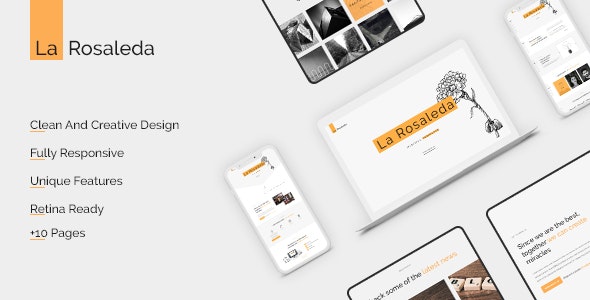 La Rosaleda
Clean And Creative Design
Fully Responsive
Unique Features
Retina Ready
+10 Pages
La Rosaleda
Since we are the best,
together we can create
miracles
ck some of the latest news